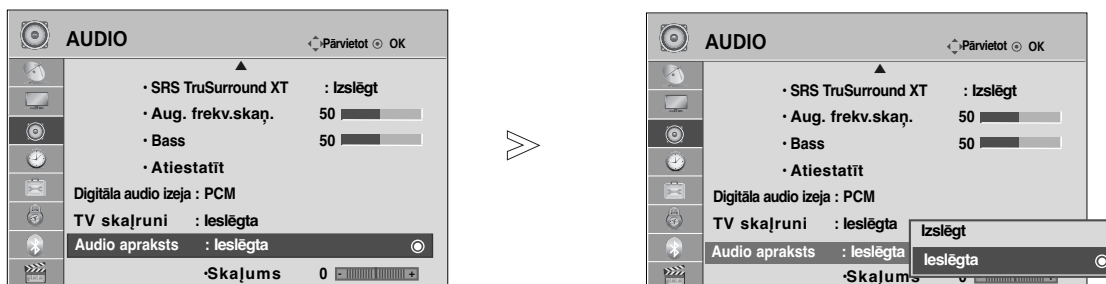 AUDIO
Pārvietot OK
• SRS TruSurround XT : Izslēgt
• Aug. frekv.skaņ. 50
• Bass 50
• Atiestatīt
Digitāla audio izeja : PCM
TV skaļruni : Ieslēgta
Audio apraksts : Ieslēgta
•Skaļums 0 - +
AUDIO
Pārvietot OK
• SRS TruSurround XT : Izslēgt
• Aug. frekv.skaņ. 50
• Bass 50
• Atiestatīt
Digitāla audio izeja : PCM
TV skaļruni : Ieslēgta
Izslēgt
Audio apraksts : Ieslēgta
Ieslēgta
•Skaļums 0